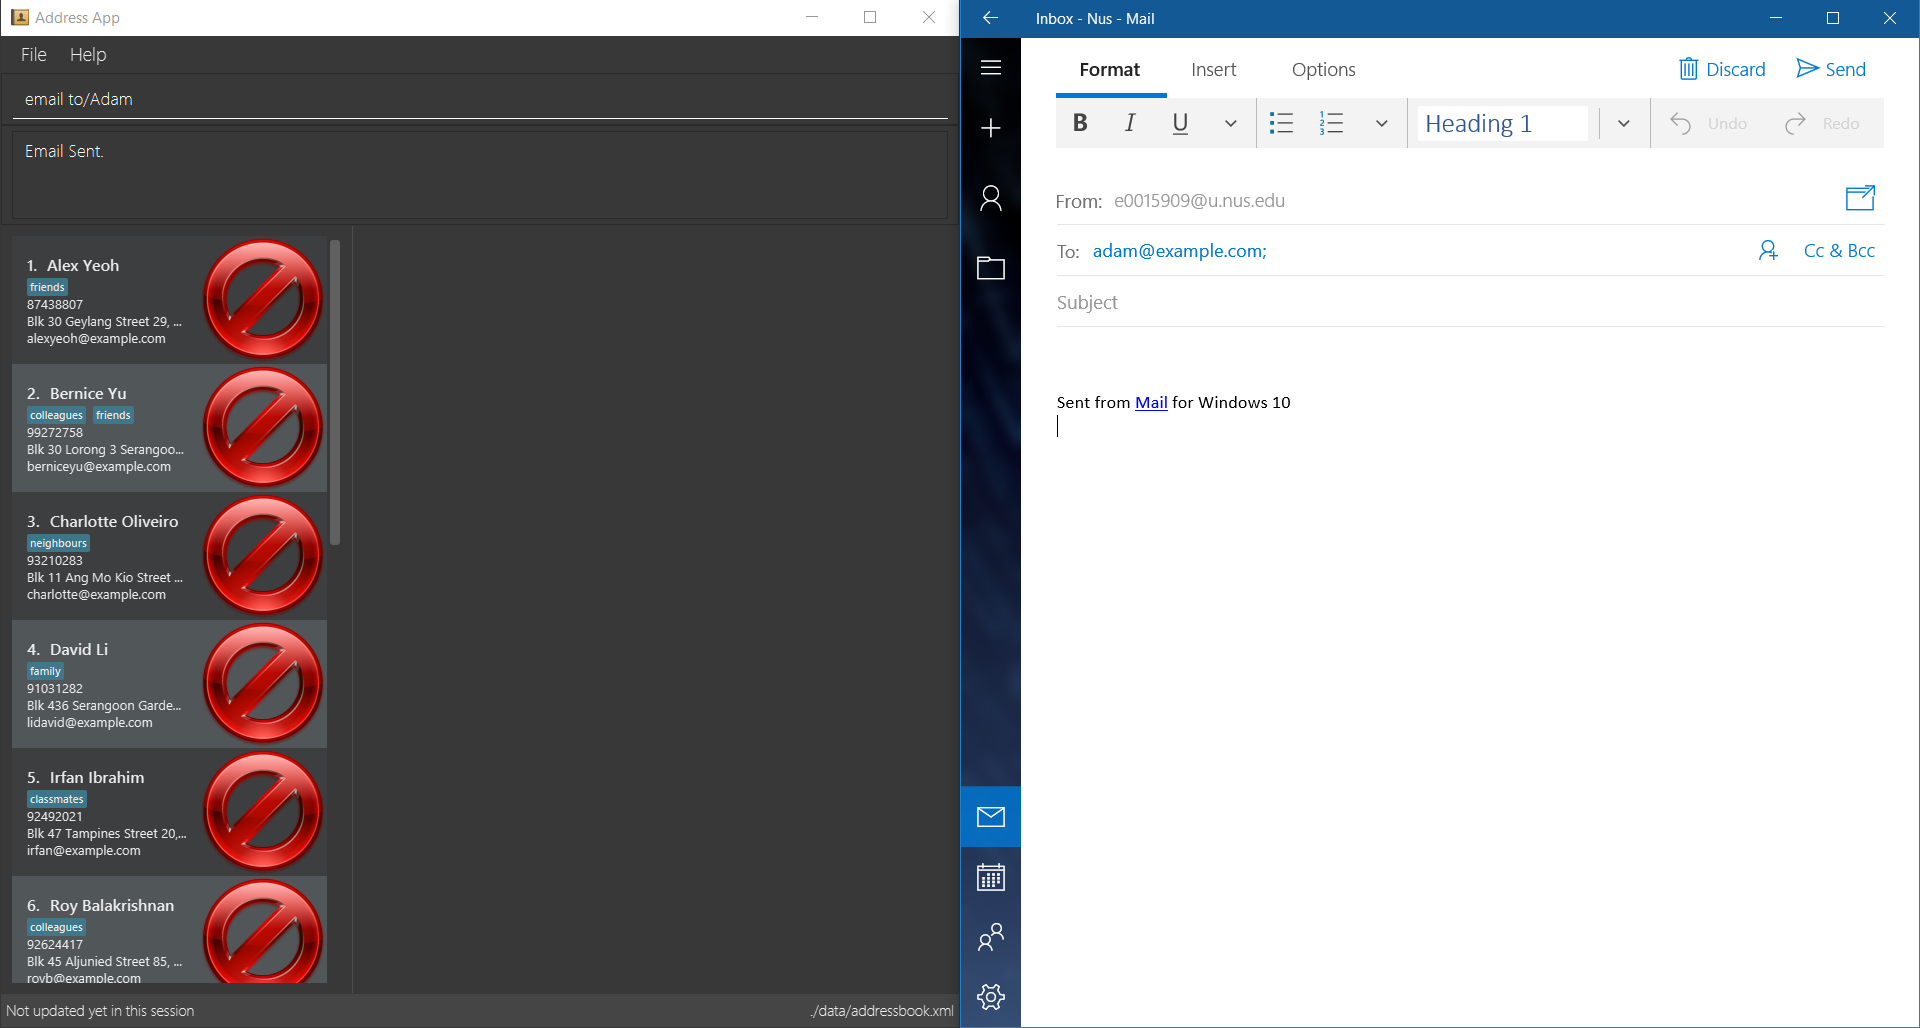 Address App
File Help
email to/Adam
Email Sent.
1. Alex Yeoh
friends
87438807
Blk 30 Geylang Street 29, ...
alexyeoh@example.com
2. Bernice Yu
colleagues friends
99272758
Blk 30 Lorong 3 Serangoo...
berniceyu@example.com
3. Charlotte Oliveiro
neighbours
93210283
Blk 11 Ang Mo Kio Street ...
charlotte@example.com
4. David Li
family
91031282
Blk 436 Serangoon Garde...
lidavid@example.com
5. Irfan Ibrahim
classmates
92492021
Blk 47 Tampines Street 20,...
irfan@example.com
6. Roy Balakrishnan
colleagues
92624417
Blk 45 Aljunied Street 85, ...
royb@example.com
Not updated yet in this session
./data/addressbook.xml
Inbox - Nus - Mail
Format Insert Options Discard Send
B I U 1 2 3 Heading 1 Undo Redo
From: e0015909@u.nus.edu
To: adam@example.com; Cc & Bcc
Subject
Sent from Mail for Windows 10